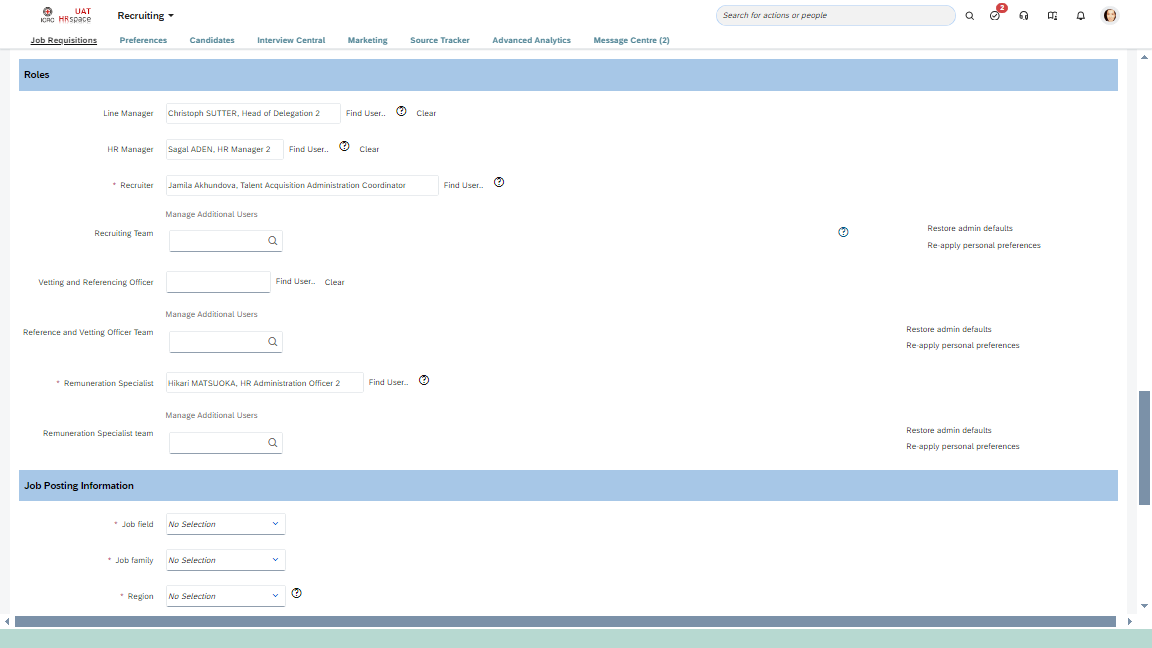 ICRC
UAT
HRspace
Recruiting
Search for actions or people
2
Job Requisitions
Preferences
Candidates
Interview Central
Marketing
Source Tracker
Advanced Analytics
Message Centre (2)
Roles
Line Manager
Christoph SUTTER, Head of Delegation 2
Find User..
Clear
HR Manager
Sagal ADEN, HR Manager 2
Find User..
Clear
* Recruiter
Jamila Akhundova, Talent Acquisition Administration Coordinator
Find User..
Manage Additional Users
Recruiting Team
Restore admin defaults
Re-apply personal preferences
Vetting and Referencing Officer
Find User..
Clear
Manage Additional Users
Reference and Vetting Officer Team
Restore admin defaults
Re-apply personal preferences
* Remuneration Specialist
Hikari MATSUOKA, HR Administration Officer 2
Find User..
Manage Additional Users
Remuneration Specialist team
Restore admin defaults
Re-apply personal preferences
Job Posting Information
* Job field
No Selection
* Job family
No Selection
* Region
No Selection